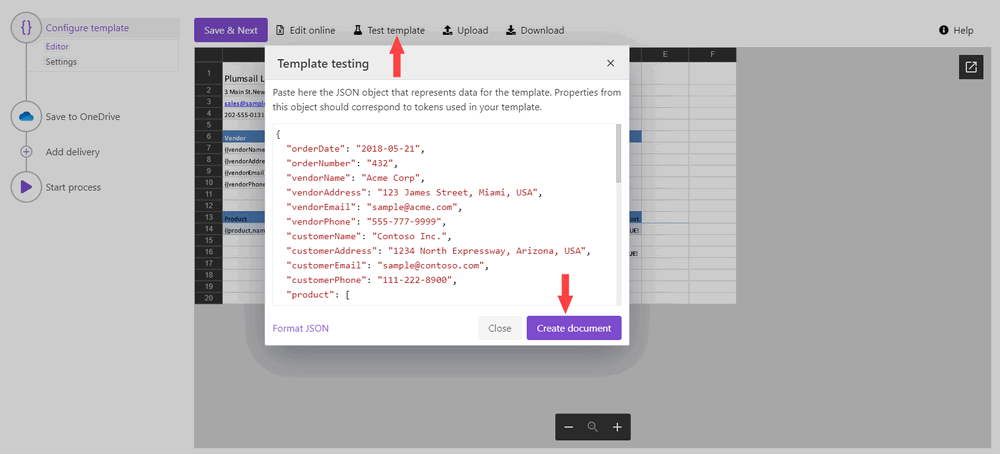 {} Configure template
Editor
Settings
Save to OneDrive
Add delivery
Start process
Save & Next Edit online Test template Upload Download Help
E F
1 Plumsail L
2 3 Main St.New
3 sales@sampl
4 202-555-0131
5
6 Vendor
7 {{vendorName
8 {{vendorAddre
9 {{vendorEmail
10 {{vendorPhone
11
12
13 Product Cost
14 {{product.nam UE!
15
16 UE!
17
18
19
20
Template testing
Paste here the JSON object that represents data for the template. Properties from
this object should correspond to tokens used in your template.
{
"orderDate": "2018-05-21",
"orderNumber": "432",
"vendorName": "Acme Corp",
"vendorAddress": "123 James Street, Miami, USA",
"vendorEmail": "sample@acme.com",
"vendorPhone": "555-777-9999",
"customerName": "Contoso Inc.",
"customerAddress": "1234 North Expressway, Arizona, USA",
"customerEmail": "sample@contoso.com",
"customerPhone": "111-222-8900",
"product": [
Format JSON Close Create document